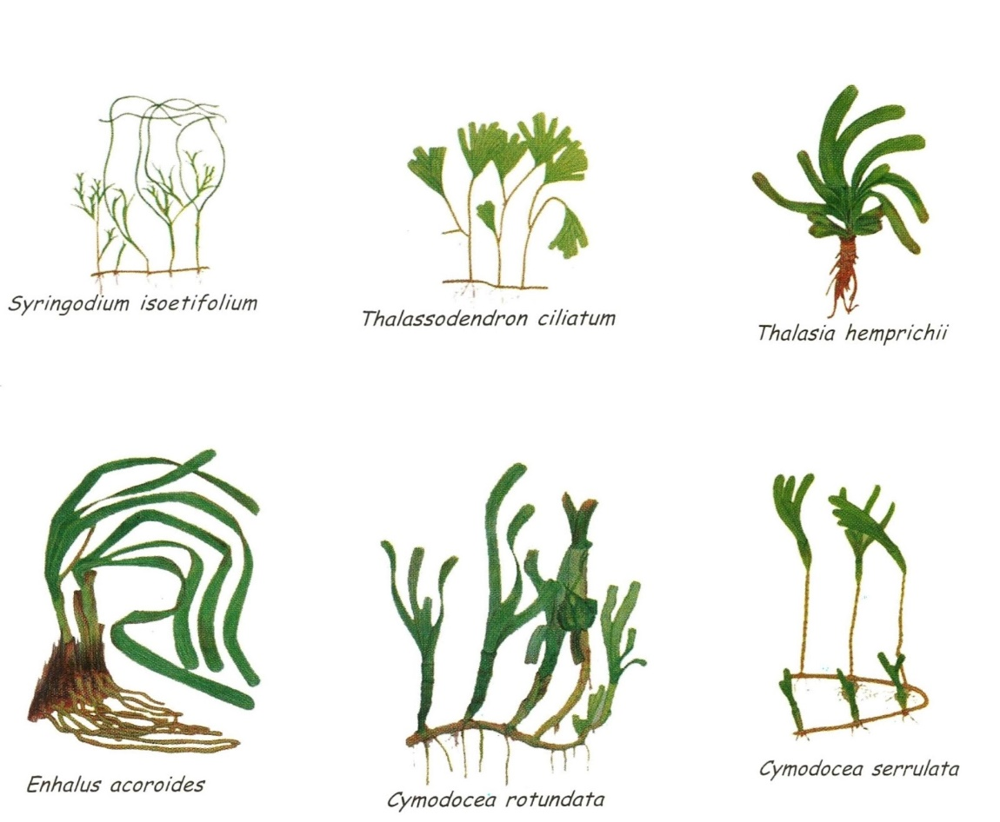 Syringodium isoetifolium
Thalassodendron ciliatum
Thalasia hemprichii
Enhalus acoroides
Cymodocea rotundata
Cymodocea serrulata